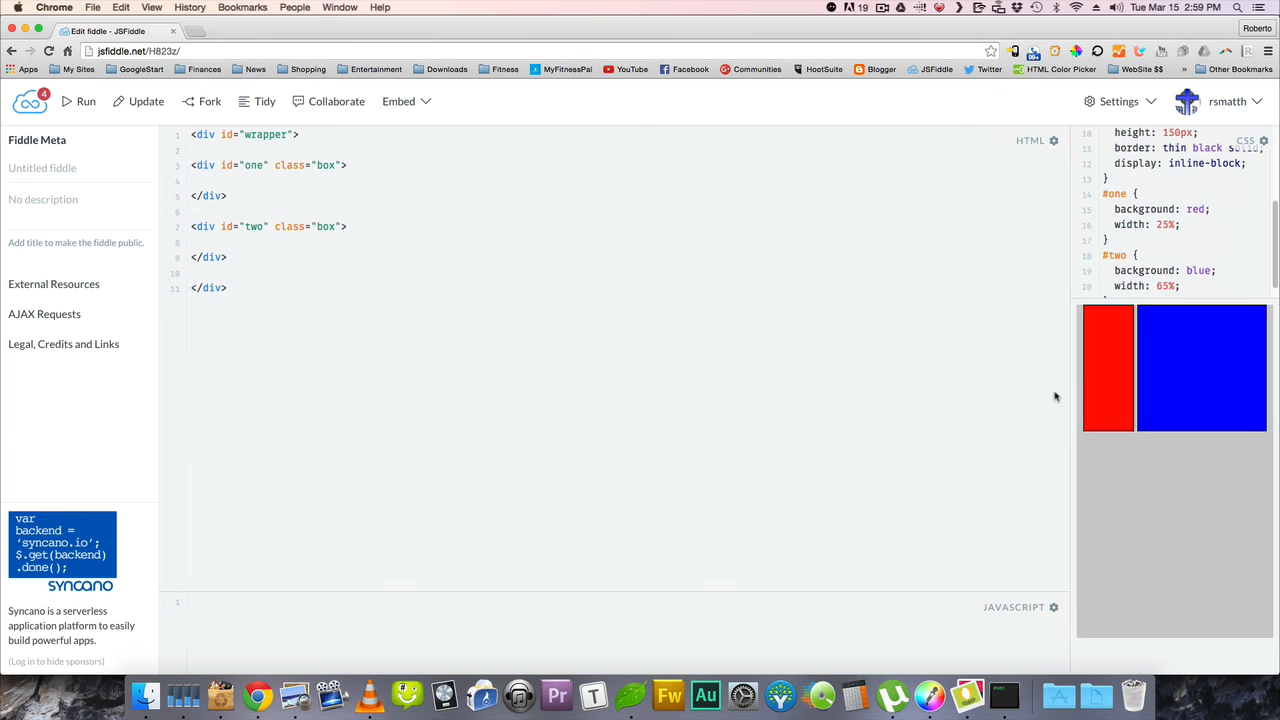 Chrome File Edit View History Bookmarks People Window Help
19
Tue Mar 15 2:59 PM
Edit fiddle - JSFiddle
Roberto
jsfiddle.net/H823z/
Apps My Sites GoogleStart Finances News Shopping Entertainment Downloads Fitness MyFitnessPal YouTube Facebook Communities HootSuite Blogger JSFiddle Twitter HTML Color Picker WebSite $$ » Other Bookmarks
4
Run Update Fork Tidy Collaborate Embed Settings rsmatth
Fiddle Meta
Untitled fiddle
No description
Add title to make the fiddle public.
External Resources
AJAX Requests
Legal, Credits and Links
var
backend =
'syncano.io';
$.get(backend)
.done();
syncano
Syncano is a serverless
application platform to easily
build powerful apps.
(Log in to hide sponsors)
HTML
1 <div id="wrapper">
2
3 <div id="one" class="box">
4
5 </div>
6
7 <div id="two" class="box">
8
9 </div>
10
11 </div>
CSS
10 height: 150px;
11 border: thin black solid;
12 display: inline-block;
13 }
14 #one {
15 background: red;
16 width: 25%;
17 }
18 #two {
19 background: blue;
20 width: 65%;
JAVASCRIPT
1
Pr
T
Fw
Au
exec